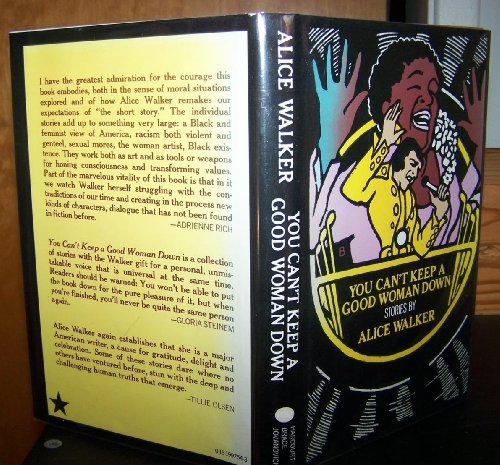 I have the greatest admiration for the courage this
book embodies, both in the sense of moral situations
explored and of how Alice Walker remakes our
expectations of "the short story." The individual
stories add up to something very large: a Black and
feminist view of America, racism both violent and
genteel, sexual mores, the woman artist, Black exis-
tence. They work both as art and as tools or weapons
for honing consciousness and transforming values.
Part of the marvelous vitality of this book is that in it
we watch Walker herself struggling with the con-
tradictions of our time and creating in the process new
kinds of characters, dialogue that has not been found
in fiction before.
—ADRIENNE RICH
You Can't Keep a Good Woman Down is a collection
of stories with the Walker gift for a personal, unmis-
takable voice that is universal at the same time.
Readers should be warned: You won't be able to put
the book down for the pure pleasure of it, but when
you're finished, you'll never be quite the same person
again.
—GLORIA STEINEM
Alice Walker again establishes that she is a major
American writer, a cause for gratitude, delight and
celebration. Some of these stories dare where no
others have ventured before, stun with the deep and
challenging human truths that emerge.
—TILLIE OLSEN
ALICE WALKER
YOU CAN'T KEEP A
GOOD WOMAN DOWN
HARCOURT
BRACE
JOVANOVICH
B
YOU CAN'T KEEP A
GOOD WOMAN DOWN
STORIES BY
ALICE WALKER